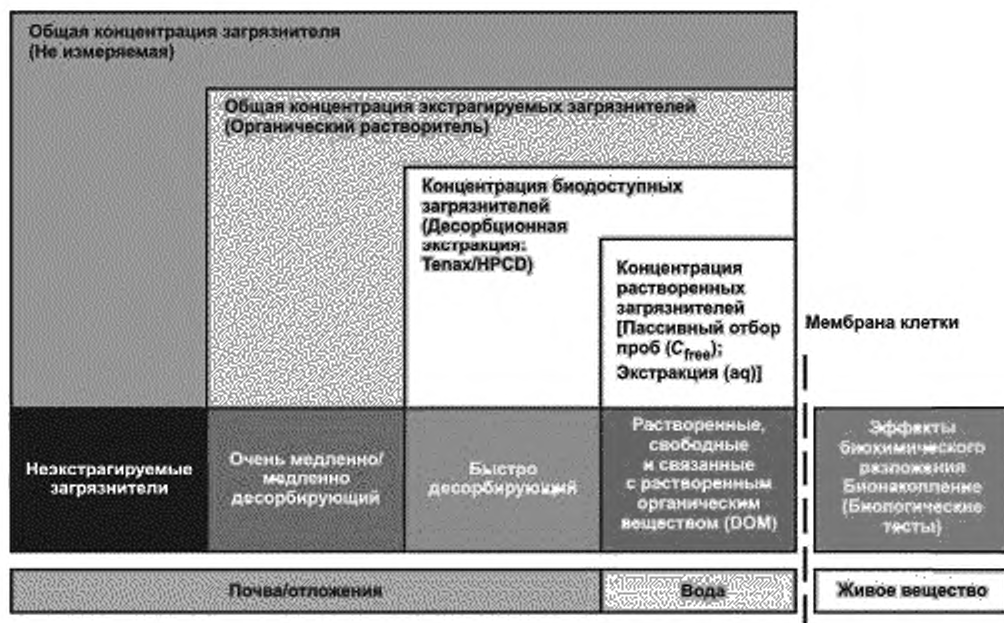 Общая концентрация загрязнителя
(Не измеряемая)
Общая концентрация экстрагируемых загрязнителей
(Органический растворитель)
Концентрация биодоступных
загрязнителей
(Десорбционная
экстракция:
Tenax/HPCD)
Концентрация
растворенных
загрязнителей
[Пассивный отбор
проб (Cfree);
Экстракция (aq)]
Мембрана клетки
Неэкстрагируемые
загрязнители
Очень медленно/
медленно
десорбирующий
Быстро
десорбирующий
Растворенные,
свободные
и связанные
с растворенным
органическим
веществом (DOM)
Эффекты
биохимического
разложения
Бионакопление
(Биологические
тесты)
Почва/отложения
Вода
Живое вещество